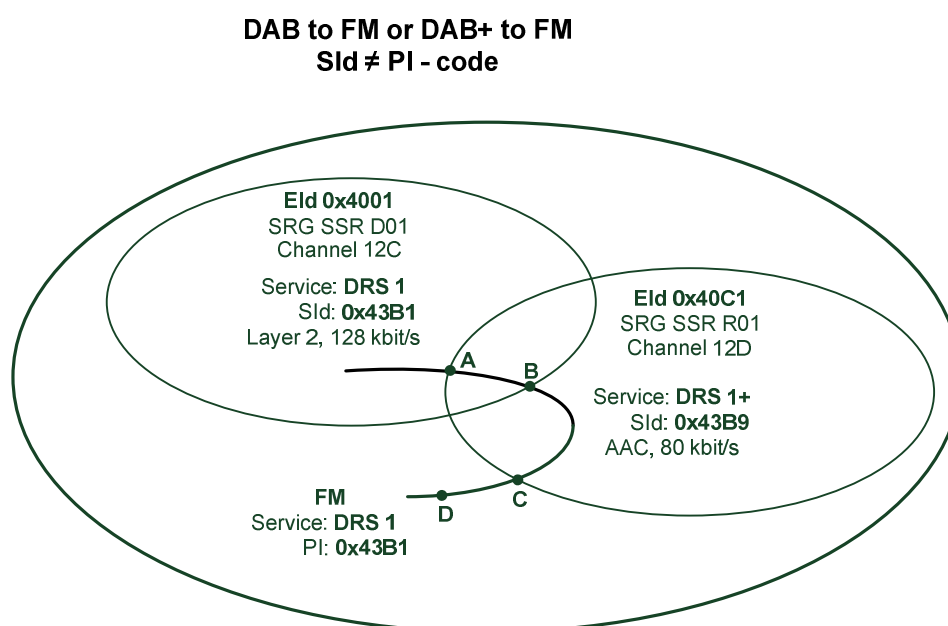 DAB to FM or DAB+ to FM
SId ≠ PI - code
EId 0x4001
SRG SSR D01
Channel 12C
Service: DRS 1
SId: 0x43B1
Layer 2, 128 kbit/s
EId 0x40C1
SRG SSR R01
Channel 12D
Service: DRS 1+
SId: 0x43B9
AAC, 80 kbit/s
A
B
C
D
FM
Service: DRS 1
PI: 0x43B1